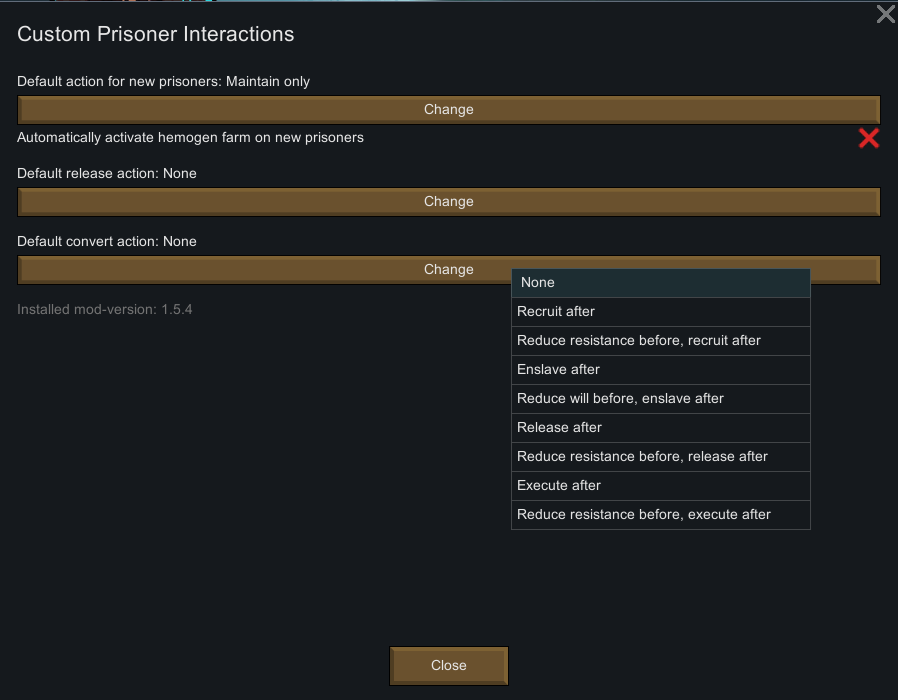 Custom Prisoner Interactions
Default action for new prisoners: Maintain only
Change
Automatically activate hemogen farm on new prisoners
Default release action: None
Change
Default convert action: None
Change
None
Installed mod-version: 1.5.4
Recruit after
Reduce resistance before, recruit after
Enslave after
Reduce will before, enslave after
Release after
Reduce resistance before, release after
Execute after
Reduce resistance before, execute after
Close